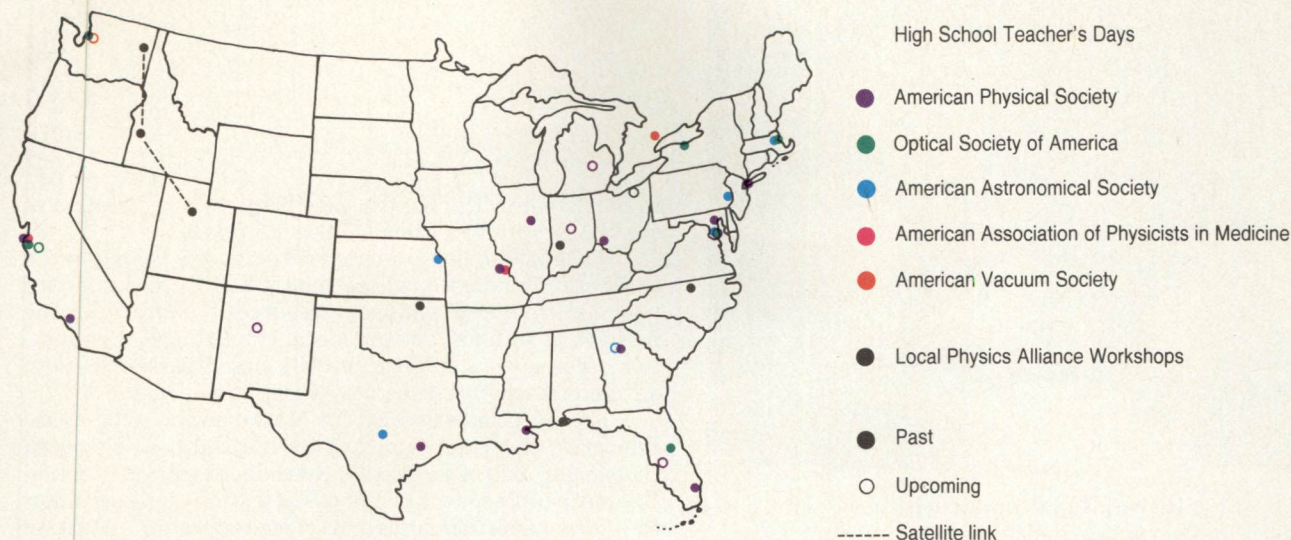 High School Teacher's Days
American Physical Society
Optical Society of America
American Astronomical Society
American Association of Physicists in Medicine
American Vacuum Society
Local Physics Alliance Workshops
Past
Upcoming
Satellite link